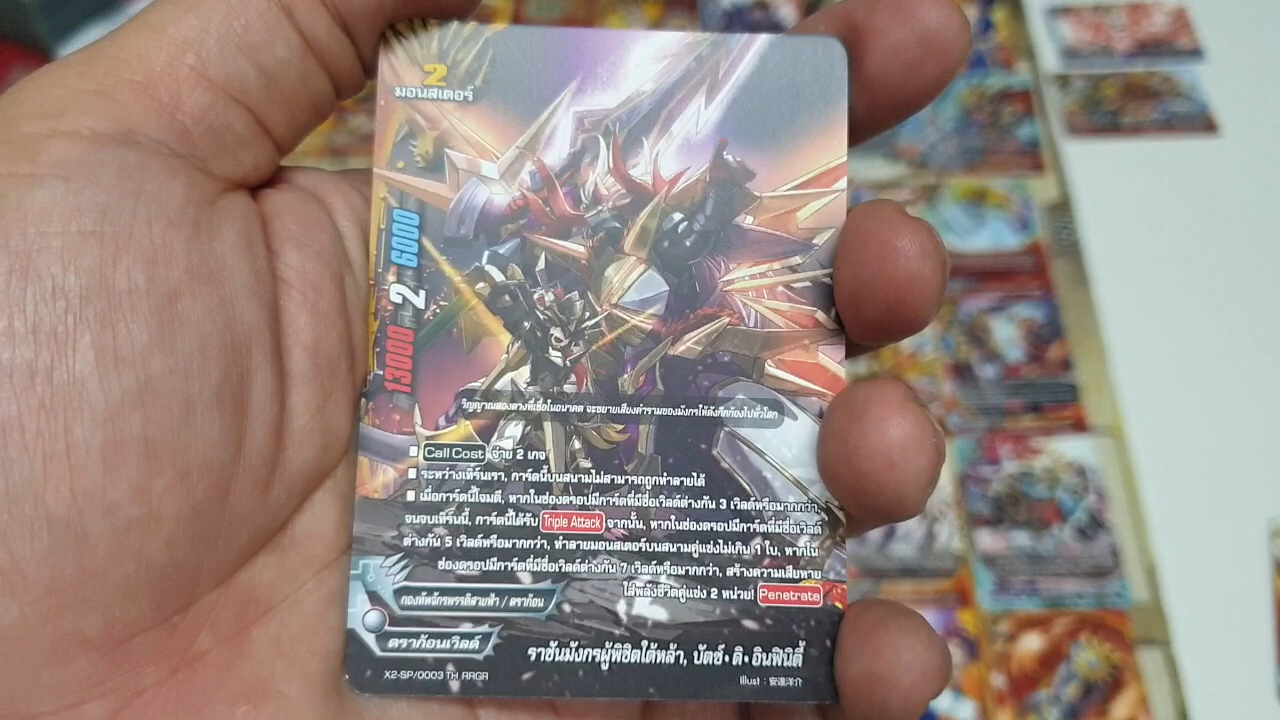 2
มอนสเตอร์
6000
2
13000
วิญญาณสองดวงที่เชื่อในอนาคต จะขยายเสียงคำรามของมังกรให้ดังกึกก้องไปทั่วโลก
■ Call Cost จ่าย 2 เกจ
■ ระหว่างเทิร์นเรา, การ์ดนี้บนสนามไม่สามารถถูกทำลายได้
■ เมื่อการ์ดนี้โจมตี, หากในช่องดรอปมีการ์ดที่มีชื่อเวิลด์ต่างกัน 3 เวิลด์หรือมากกว่า,
จนจบเทิร์นนี้, การ์ดนี้ได้รับ Triple Attack จากนั้น, หากในช่องดรอปมีการ์ดที่มีชื่อเวิลด์
ต่างกัน 5 เวิลด์หรือมากกว่า, ทำลายมอนสเตอร์บนสนามคู่แข่งไม่เกิน 1 ใบ, หากใน
ช่องดรอปมีการ์ดที่มีชื่อเวิลด์ต่างกัน 7 เวิลด์หรือมากกว่า, สร้างความเสียหาย
ใส่พลังชีวิตคู่แข่ง 2 หน่วย! Penetrate
กองทัพจักรพรรดิสายฟ้า / ดราก้อน
ดราก้อนเวิลด์
ราชันมังกรผู้พิชิตใต้หล้า, บัตซ์・ดิ・อินฟินิตี้
X2-SP/0003 TH RRGR
Illust : 安達洋介